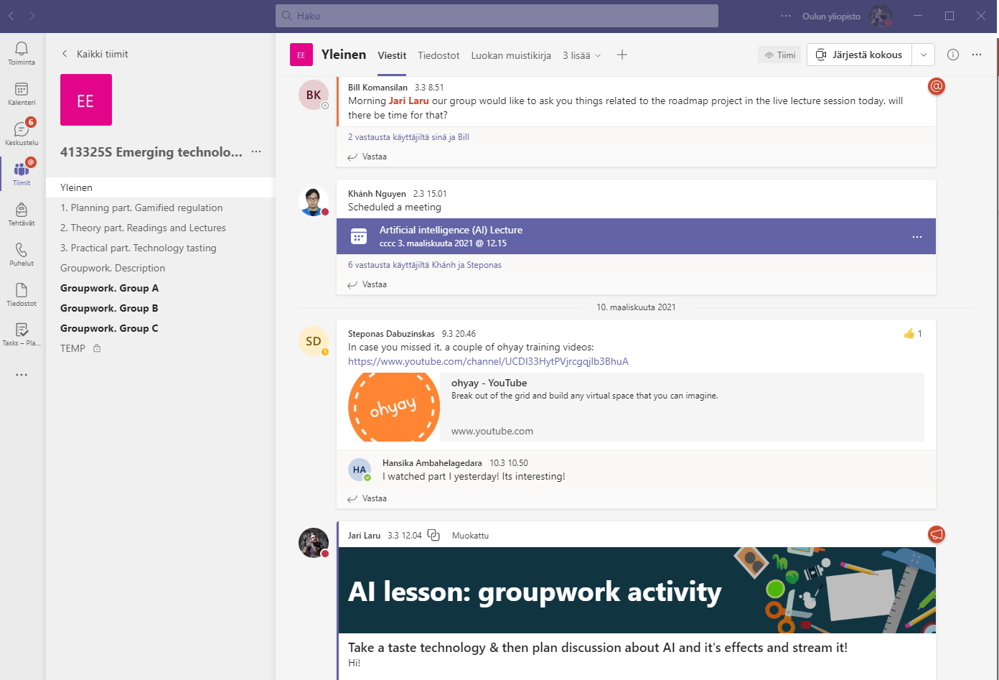 Haku
Oulun yliopisto
Toiminta
Kalenteri
6
Keskustelu
@
Tiimit
Tehtävät
Puhelut
Tiedostot
Tasks – Pla...
Kaikki tiimit
EE
413325S Emerging technolo...
Yleinen
1. Planning part. Gamified regulation
2. Theory part. Readings and Lectures
3. Practical part. Technology tasting
Groupwork. Description
Groupwork. Group A
Groupwork. Group B
Groupwork. Group C
TEMP
EE Yleinen Viestit Tiedostot Luokan muistikirja 3 lisää Tiimi Järjestä kokous
BK
Bill Komansilan 3.3 8.51
@
Morning Jari Laru our group would like to ask you things related to the roadmap project in the live lecture session today. will
there be time for that?
2 vastausta käyttäjiltä sinä ja Bill
Vastaa
Khánh Nguyen 2.3 15.01
Scheduled a meeting
Artificial intelligence (AI) Lecture
cccc 3. maaliskuuta 2021 @ 12.15
6 vastausta käyttäjiltä Khánh ja Steponas
Vastaa
10. maaliskuuta 2021
SD
Steponas Dabuzinskas 9.3 20.46
1
In case you missed it, a couple of ohyay training videos:
https://www.youtube.com/channel/UCDI33HytPVjrcgqjlb3BhuA
ohyay
ohyay - YouTube
Break out of the grid and build any virtual space that you can imagine.
www.youtube.com
HA
Hansika Ambahelagedara 10.3 10.50
I watched part I yesterday! Its interesting!
Vastaa
Jari Laru 3.3 12.04 Muokattu
AI lesson: groupwork activity
Take a taste technology & then plan discussion about AI and it's effects and stream it!
Hi!